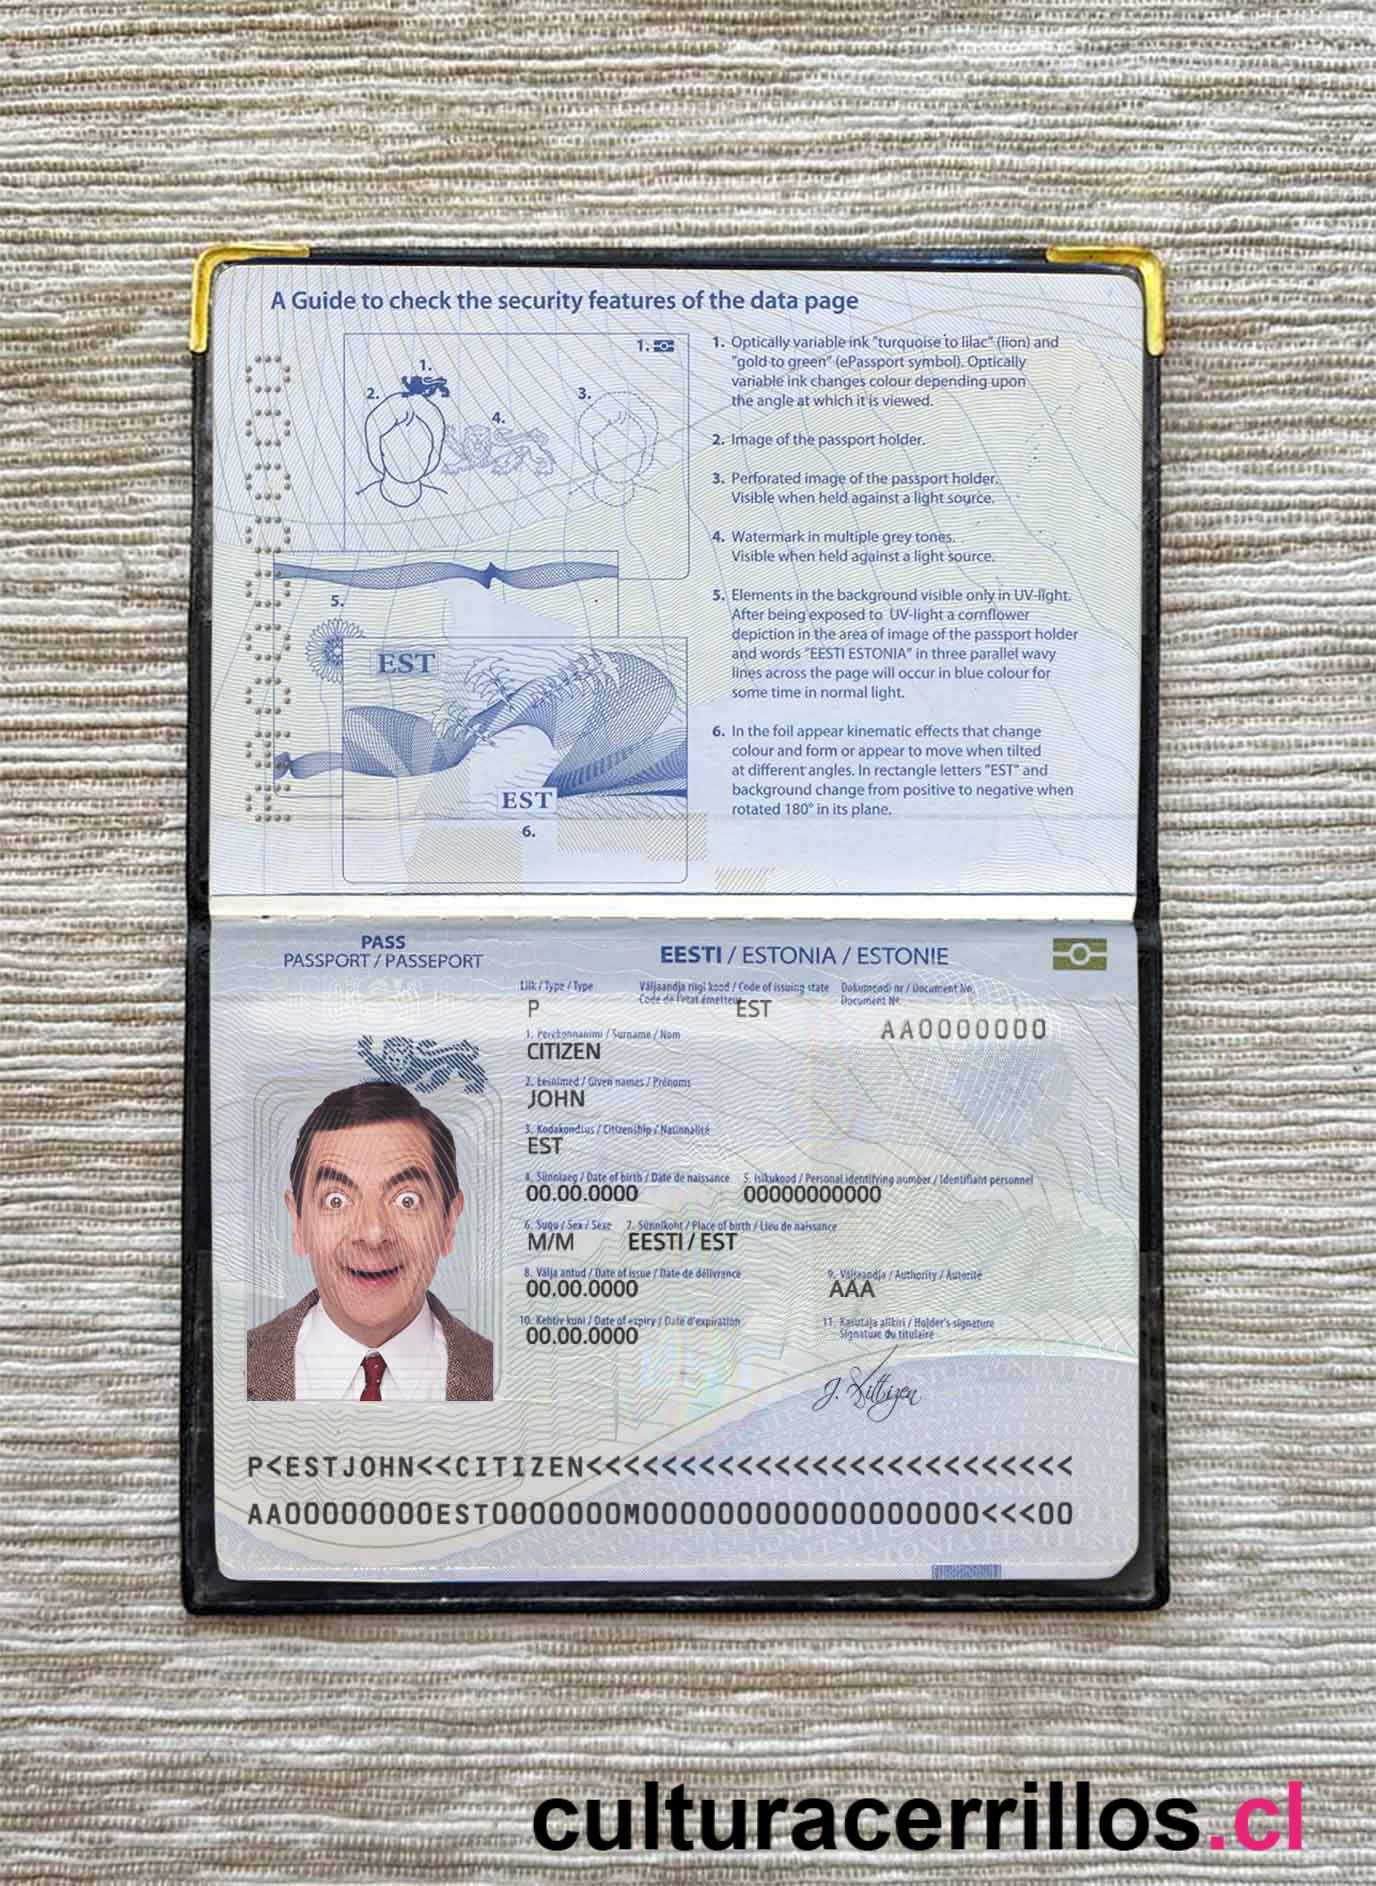 A Guide to check the security features of the data page
1.
1.
2.
3.
4.
5.
EST
EST
6.
1. Optically variable ink "turquoise to lilac" (lion) and
"gold to green" (ePassport symbol). Optically
variable ink changes colour depending upon
the angle at which it is viewed.
2. Image of the passport holder.
3. Perforated image of the passport holder.
Visible when held against a light source.
4. Watermark in multiple grey tones.
Visible when held against a light source.
5. Elements in the background visible only in UV-light.
After being exposed to UV-light a cornflower
depiction in the area of image of the passport holder
and words "EESTI ESTONIA" in three parallel wavy
lines across the page will occur in blue colour for
some time in normal light.
6. In the foil appear kinematic effects that change
colour and form or appear to move when tilted
at different angles. In rectangle letters "EST" and
background change from positive to negative when
rotated 180° in its plane.
PASS
PASSPORT / PASSEPORT
EESTI / ESTONIA / ESTONIE
Liik / Type / Type
Väljaandja riigi kood / Code of issuing state
Code de l'état émetteur
Dokumendi nr / Document No.
Document Nº
P
EST
AA0000000
1. Perekonnanimi / Surname / Nom
CITIZEN
2. Eesnimed / Given names / Prénoms
JOHN
3. Kodakondsus / Citizenship / Nationalité
EST
4. Sünniaeg / Date of birth / Date de naissance
5. Isikukood / Personal identifying number / Identifiant personnel
00.00.0000
00000000000
6. Sugu / Sex / Sexe
7. Sünnikoht / Place of birth / Lieu de naissance
M/M
EESTI / EST
8. Välja antud / Date of issue / Date de délivrance
9. Väljaandja / Authority / Autorité
00.00.0000
AAA
10. Kehtiv kuni / Date of expiry / Date d'expiration
11. Kasutaja allkiri / Holder's signature
Signature du titulaire
00.00.0000
J. Sittizen
P<ESTJOHN<<CITIZEN<<<<<<<<<<<<<<<<<<<<<<<<<<
AA00000000EST0000000M000000000000000000<<<00
culturacerrillos.cl